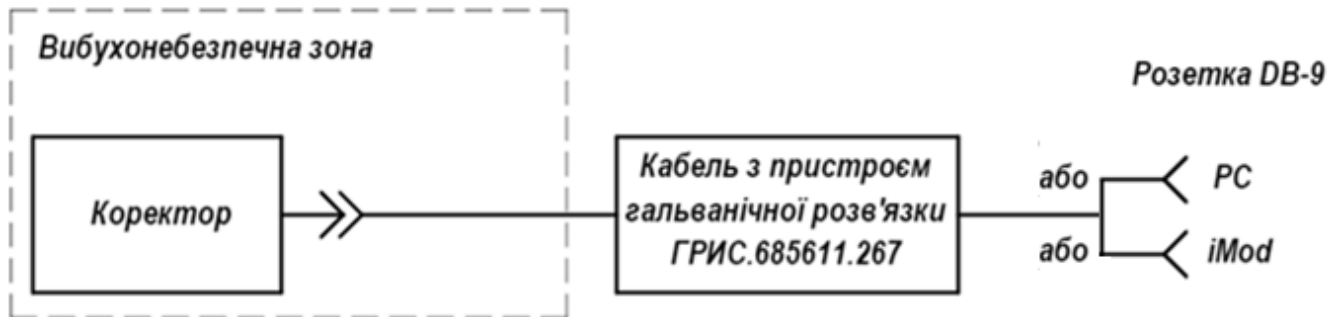 Вибухонебезпечна зона
Розетка DB-9
Коректор
Кабель з пристроєм
гальванічної розв'язки
ГРИС.685611.267
або
PC
або
iMod